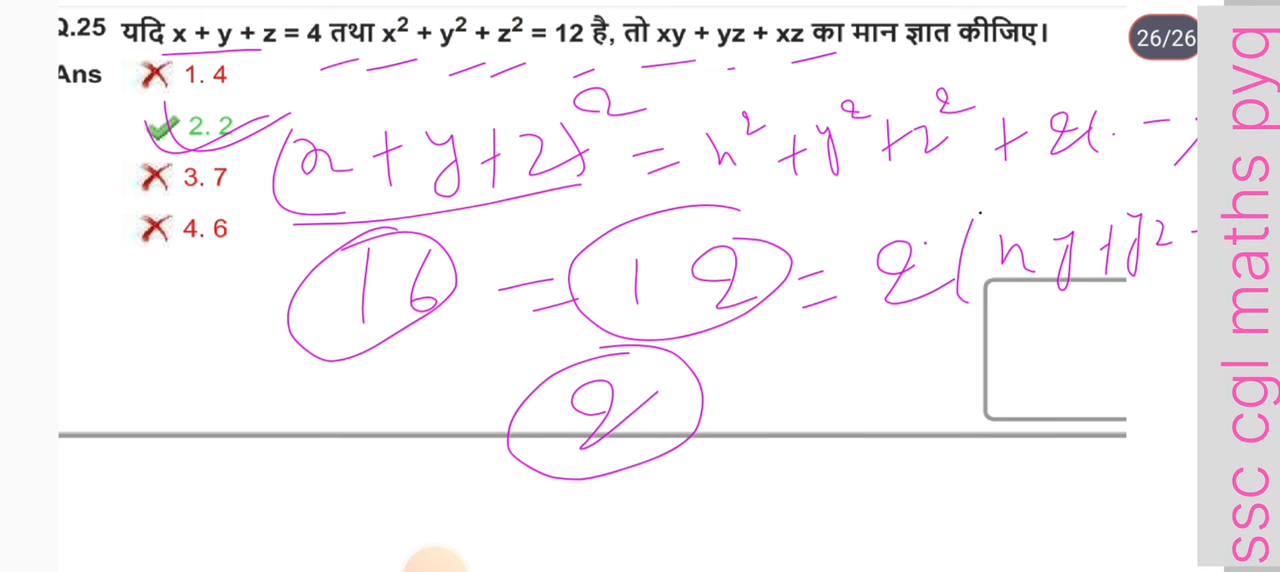 Q.25 यदि x + y + z = 4 तथा x² + y² + z² = 12 है, तो xy + yz + xz का मान ज्ञात कीजिए।
26/26
Ans
1. 4
2. 2
3. 7
4. 6
(x+y+z)² = x²+y²+z² + 2( -
16 = 12 = 2(xy+yz -
2
ssc cgl maths pyq